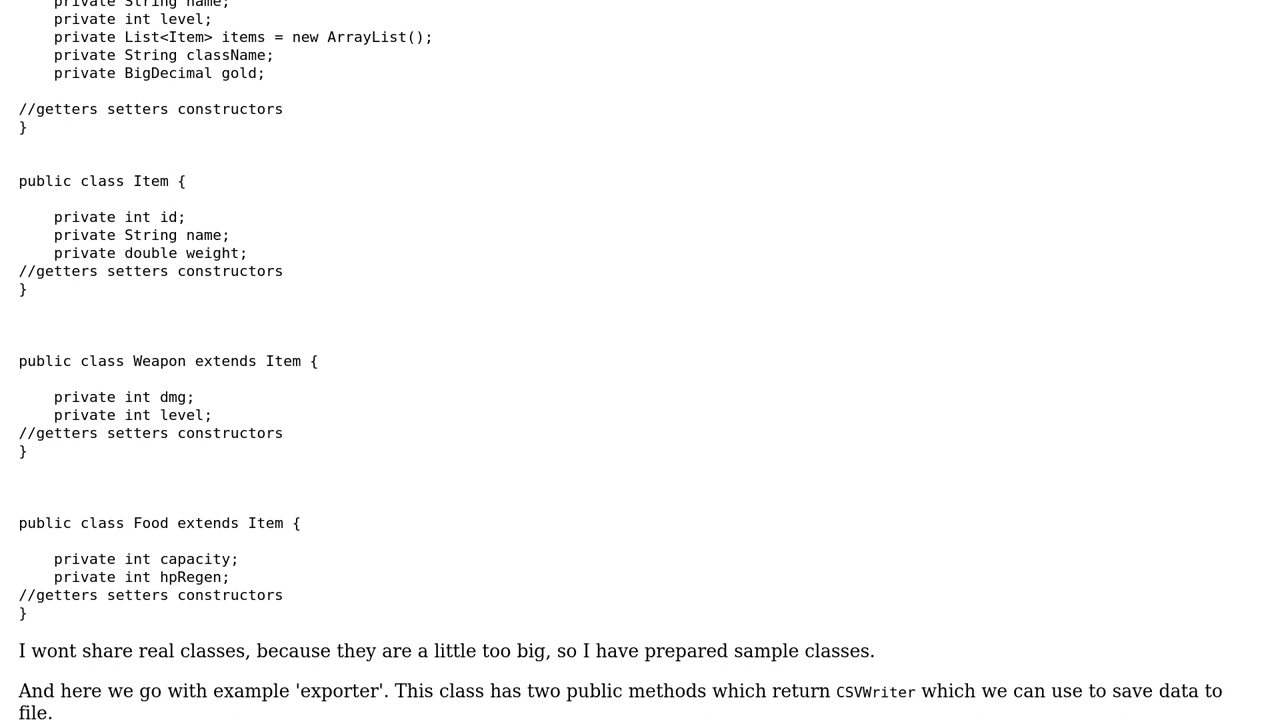 private String name;
private int level;
private List<Item> items = new ArrayList();
private String className;
private BigDecimal gold;
//getters setters constructors
}
public class Item {
private int id;
private String name;
private double weight;
//getters setters constructors
}
public class Weapon extends Item {
private int dmg;
private int level;
//getters setters constructors
}
public class Food extends Item {
private int capacity;
private int hpRegen;
//getters setters constructors
}
I wont share real classes, because they are a little too big, so I have prepared sample classes.
And here we go with example 'exporter'. This class has two public methods which return CSVWriter which we can use to save data to
file.